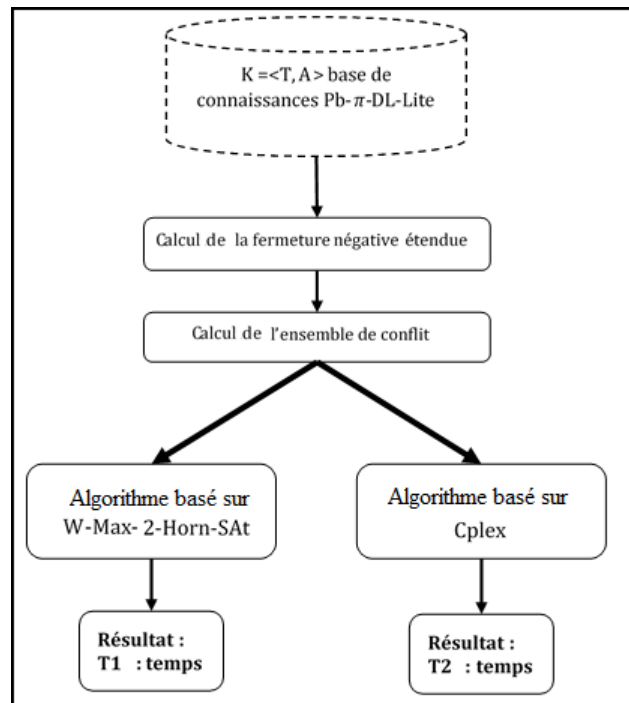 K =<T, A> base de
connaissances Pb-π-DL-Lite
Calcul de la fermeture négative étendue
Calcul de l'ensemble de conflit
Algorithme basé sur
W-Max- 2-Horn-SAt
Algorithme basé sur
Cplex
Résultat :
T1 : temps
Résultat :
T2 : temps